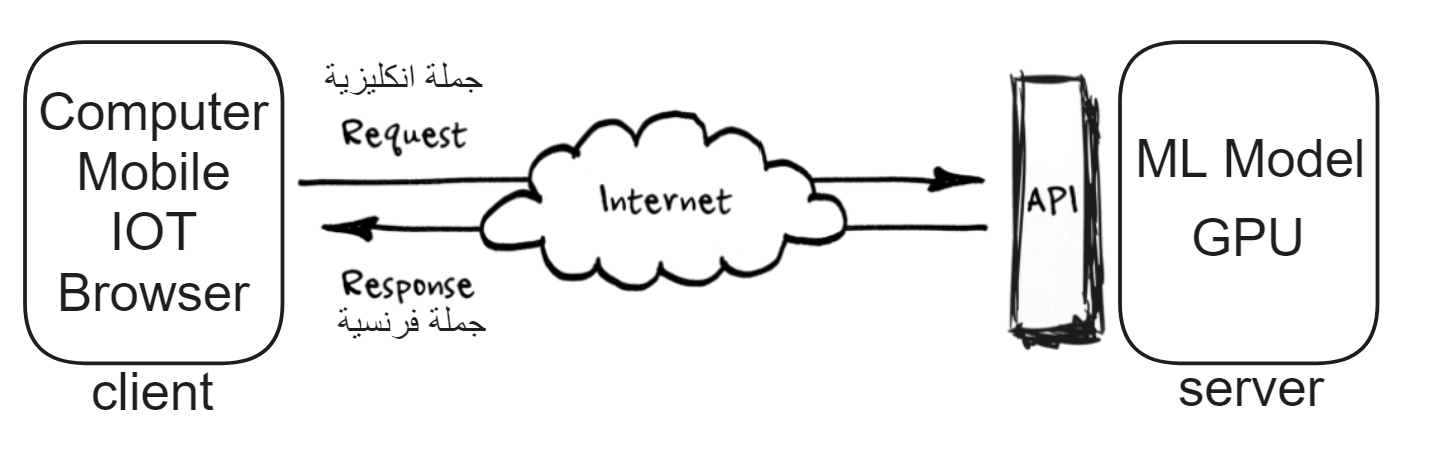 Computer
Mobile
IOT
Browser
client
جملة انكليزية
Request
Internet
Response
جملة فرنسية
API
ML Model
GPU
server